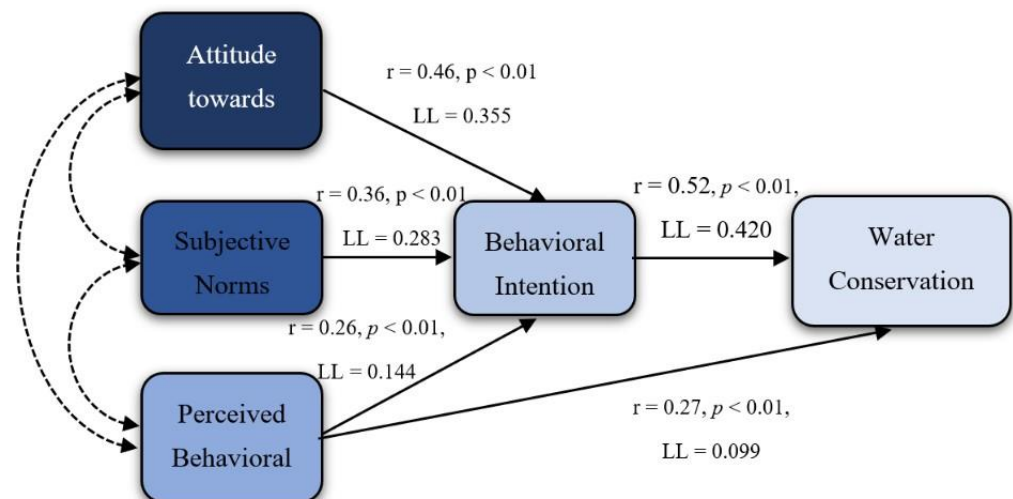 Attitude
towards
r = 0.46, p < 0.01
LL = 0.355
Subjective
Norms
r = 0.36, p < 0.01
LL = 0.283
Behavioral
Intention
r = 0.52, p < 0.01,
LL = 0.420
Water
Conservation
r = 0.26, p < 0.01,
LL = 0.144
Perceived
Behavioral
r = 0.27, p < 0.01,
LL = 0.099